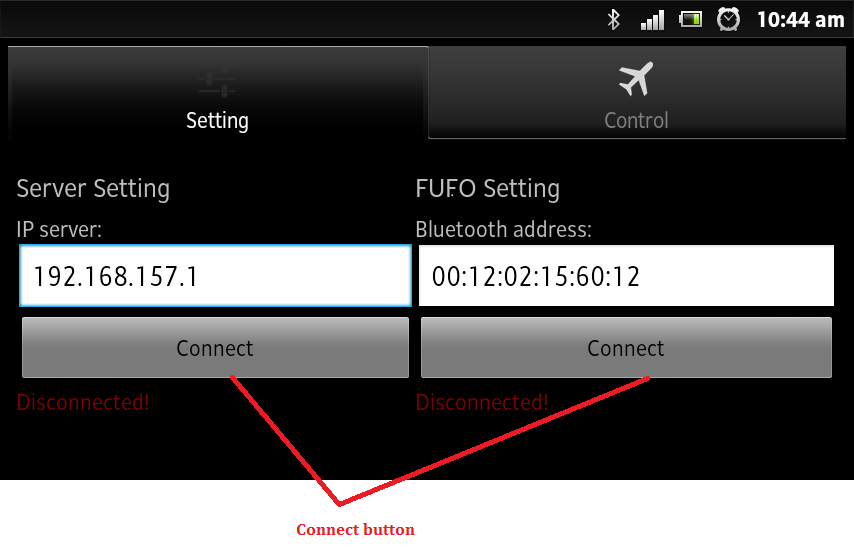 10:44 am
Setting
Control
Server Setting
FUFO Setting
IP server:
Bluetooth address:
192.168.157.1
00:12:02:15:60:12
Connect
Connect
Disconnected!
Disconnected!
Connect button